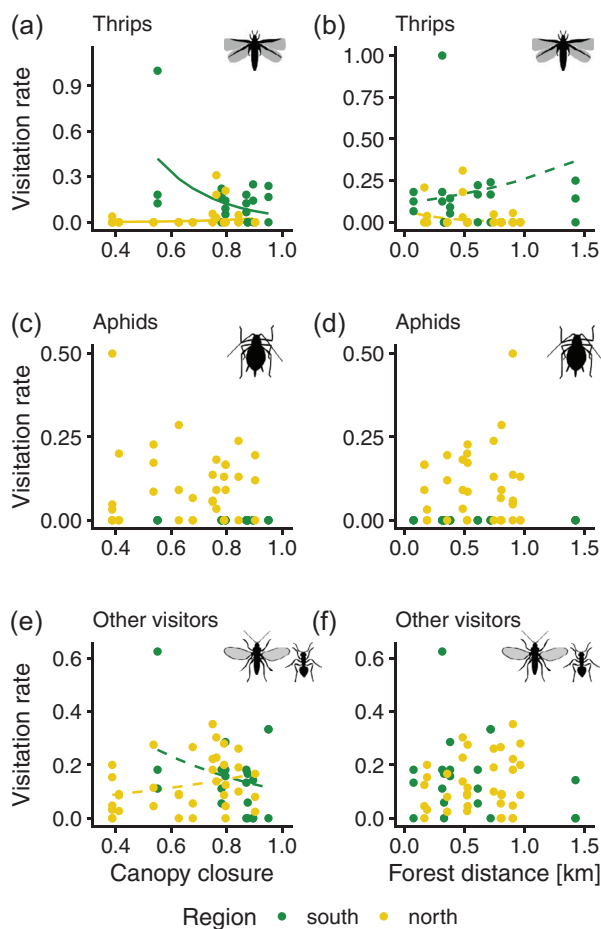 (a) Thrips
(b) Thrips
Visitation rate
0.9
0.6
0.3
0.0
0.4 0.6 0.8 1.0
1.00
0.75
0.50
0.25
0.00
0.0 0.5 1.0 1.5
(c) Aphids
(d) Aphids
Visitation rate
0.50
0.25
0.00
0.4 0.6 0.8 1.0
0.50
0.25
0.00
0.0 0.5 1.0 1.5
(e) Other visitors
(f) Other visitors
Visitation rate
0.6
0.4
0.2
0.0
0.4 0.6 0.8 1.0
Canopy closure
0.6
0.4
0.2
0.0
0.0 0.5 1.0 1.5
Forest distance [km]
Region south north